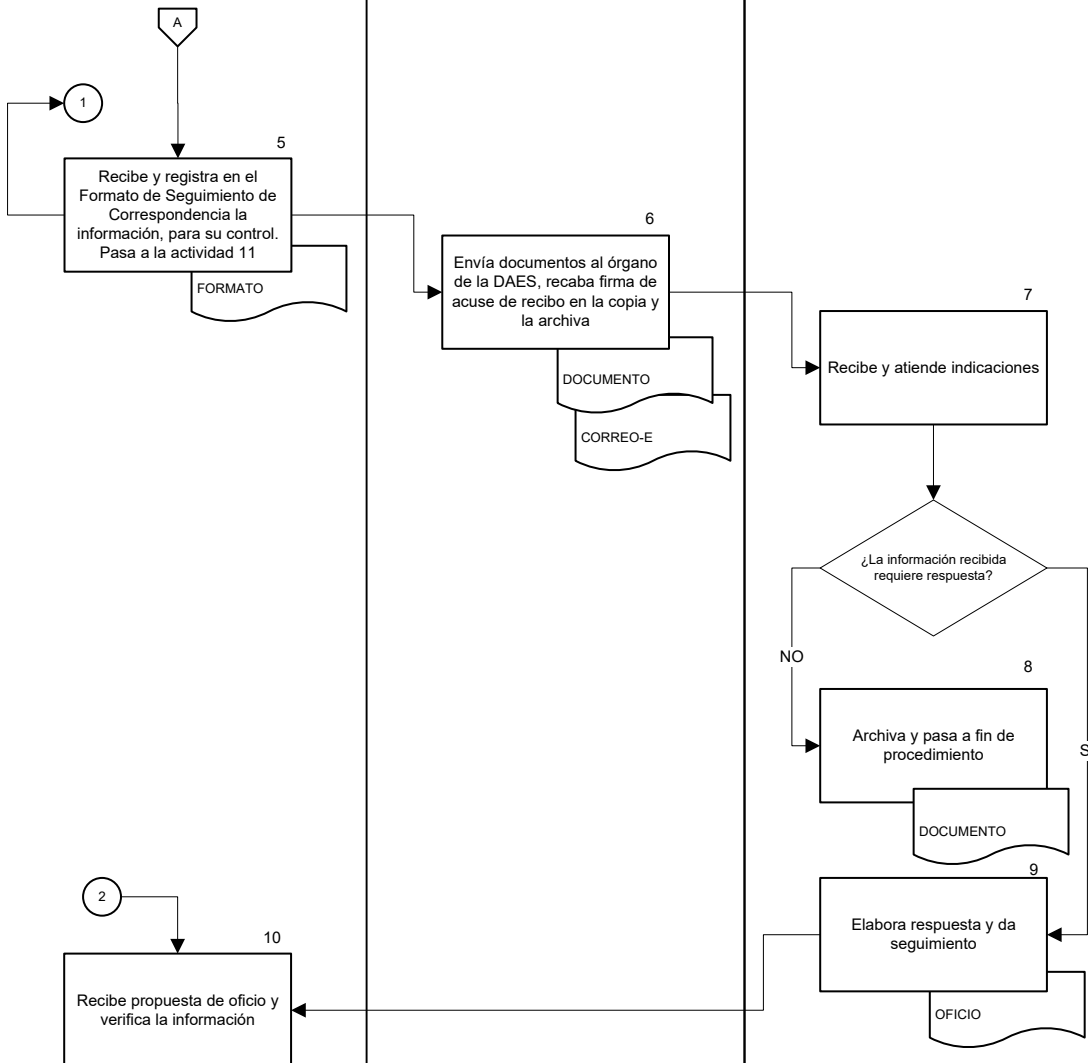 A
1
5
Recibe y registra en el
Formato de Seguimiento de
Correspondencia la
información, para su control.
Pasa a la actividad 11
FORMATO
6
Envía documentos al órgano
de la DAES, recaba firma de
acuse de recibo en la copia y
la archiva
DOCUMENTO
CORREO-E
7
Recibe y atiende indicaciones
¿La información recibida
requiere respuesta?
NO
S
8
Archiva y pasa a fin de
procedimiento
DOCUMENTO
9
Elabora respuesta y da
seguimiento
OFICIO
2
10
Recibe propuesta de oficio y
verifica la información